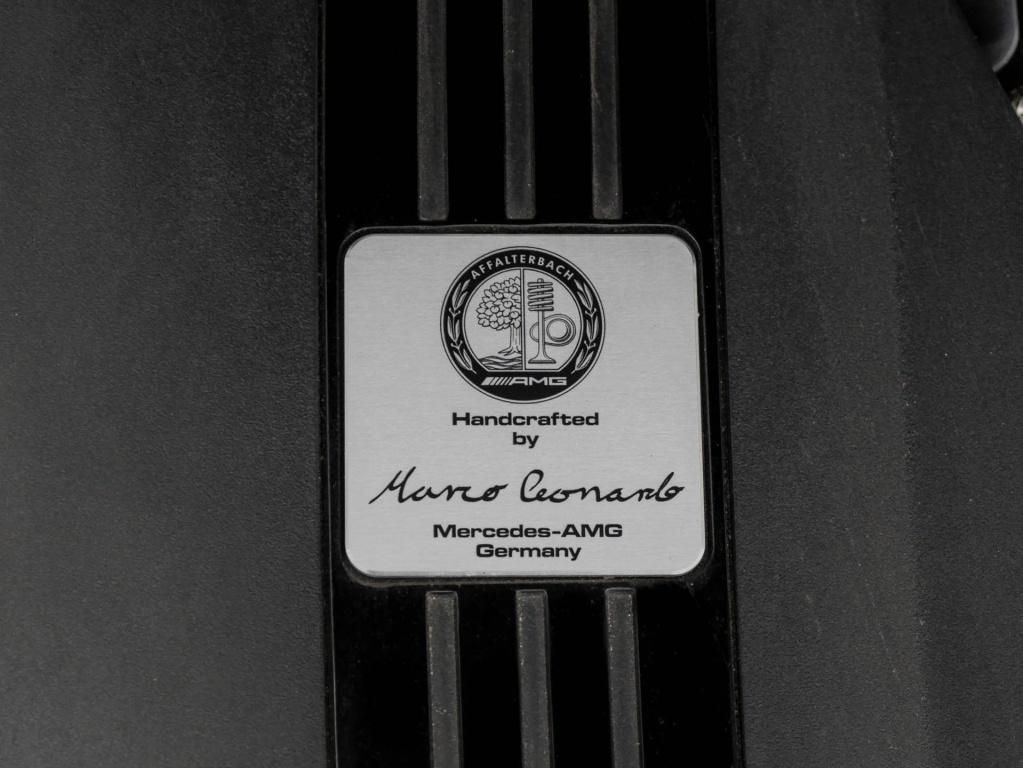 AFFALTERBACH
AMG
Handcrafted
by
Marco Leonardo
Mercedes-AMG
Germany